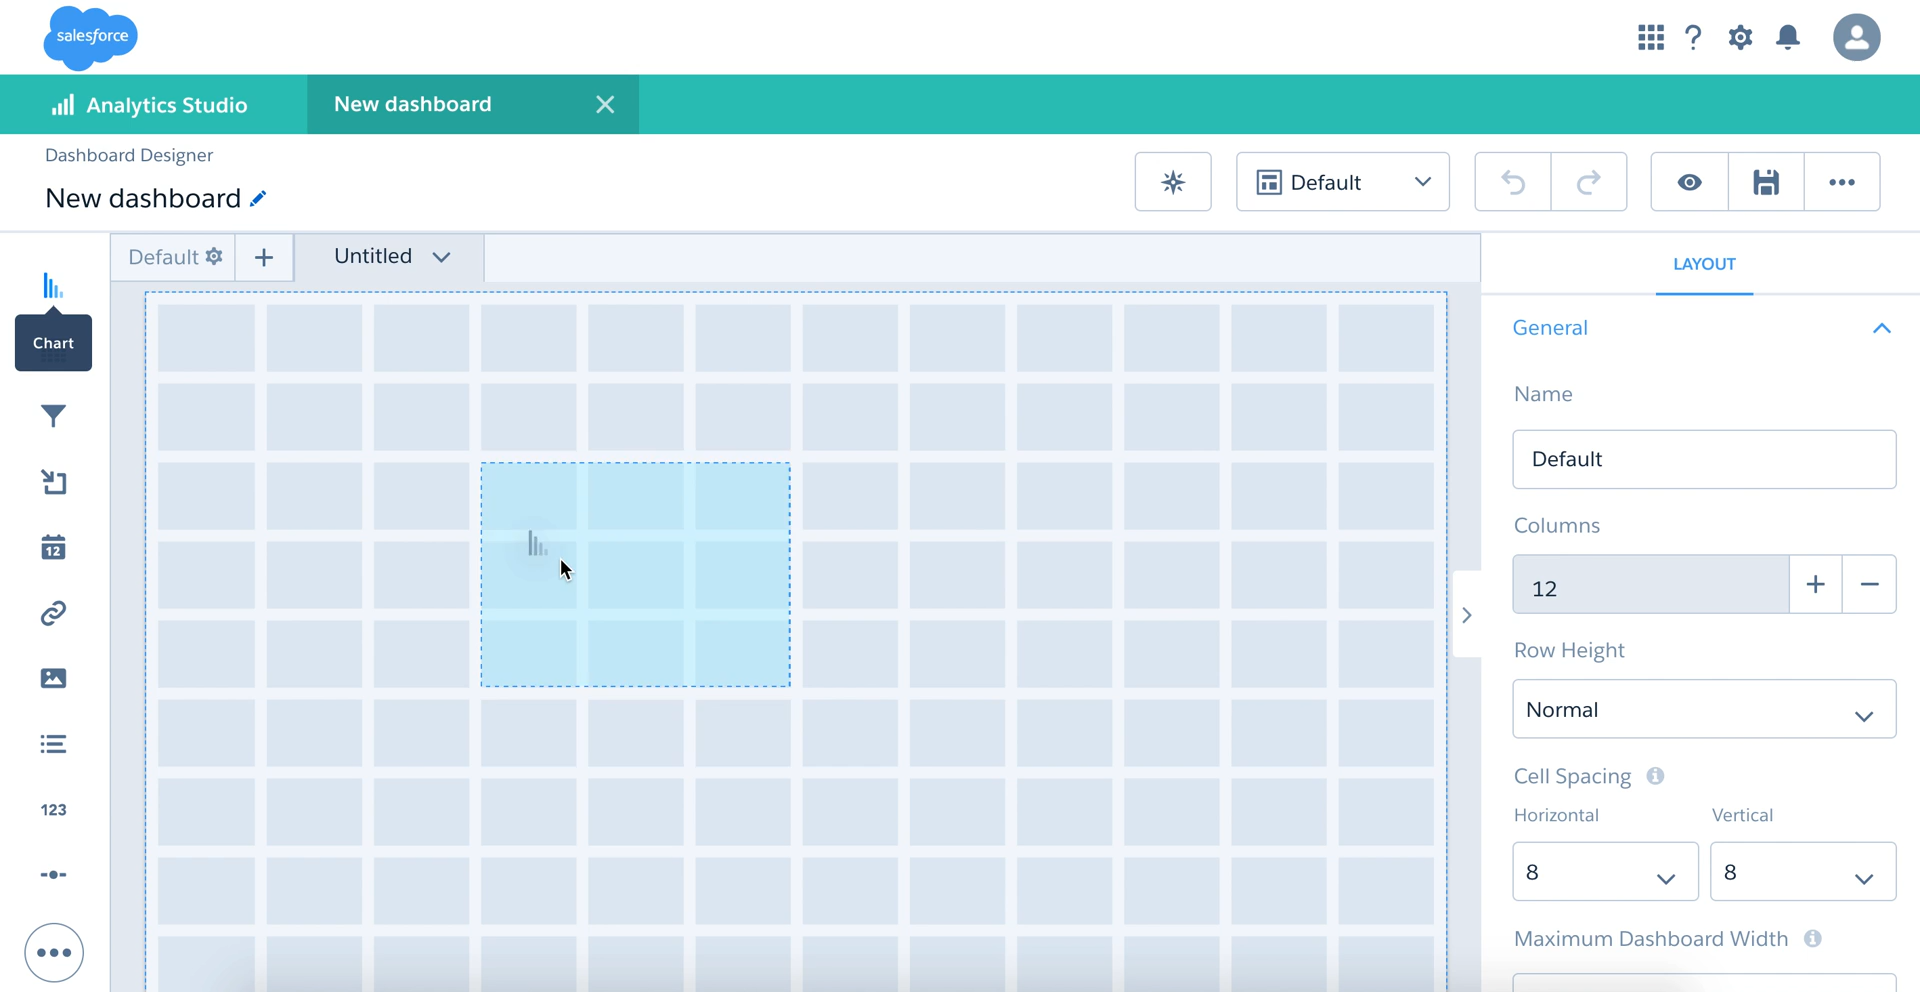 salesforce
Analytics Studio
New dashboard
Dashboard Designer
New dashboard
Default
Default
Untitled
LAYOUT
Chart
General
Name
Default
Columns
12
Row Height
Normal
Cell Spacing
Horizontal
Vertical
8
8
Maximum Dashboard Width
12
123